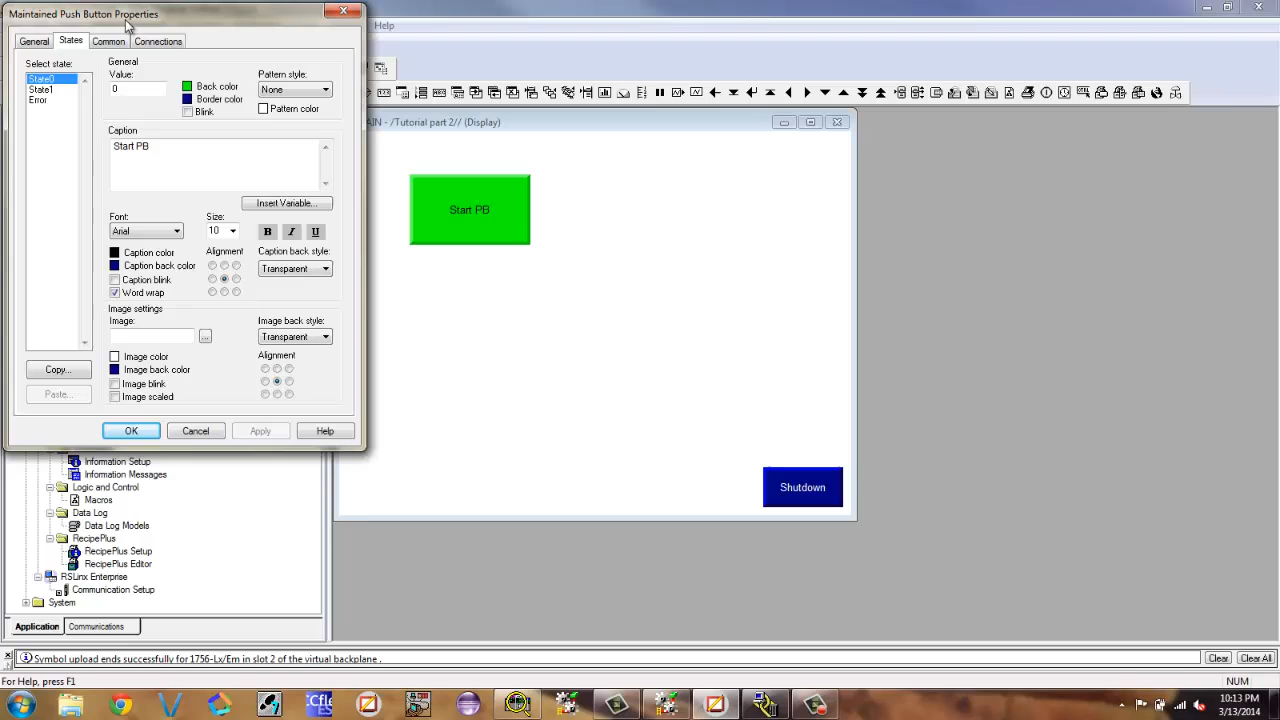 Maintained Push Button Properties
Help
General
States
Common
Connections
Select state:
State0
State1
Error
General
Value:
0
Back color
Border color
Blink
Pattern style:
None
Pattern color
Caption
Start PB
Insert Variable...
Font:
Size:
Arial
10
B
I
U
Caption color
Caption back color
Caption blink
Word wrap
Alignment
Caption back style:
Transparent
Image settings
Image:
...
Image back style:
Transparent
Image color
Image back color
Image blink
Image scaled
Alignment
Copy...
Paste...
OK
Cancel
Apply
Help
AIN - /Tutorial part 2// (Display)
Start PB
Shutdown
Information Setup
Information Messages
Logic and Control
Macros
Data Log
Data Log Models
RecipePlus
RecipePlus Setup
RecipePlus Editor
RSLinx Enterprise
Communication Setup
System
Application
Communications
Symbol upload ends successfully for 1756-Lx/Em in slot 2 of the virtual backplane .
Clear
Clear All
For Help, press F1
NUM
10:13 PM
3/13/2014